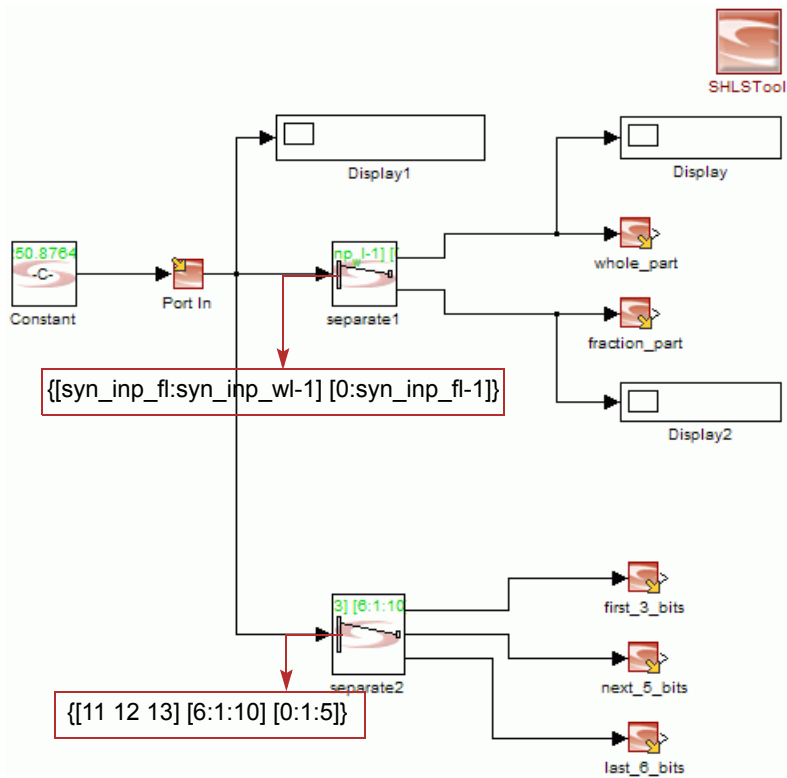 SHLSTool
Display1
Display
50.8764
-C-
Constant
Port In
np_l-1] [
separate1
whole_part
fraction_part
{[syn_inp_fl:syn_inp_wl-1] [0:syn_inp_fl-1]}
Display2
3] [6:1:10
separate2
first_3_bits
next_5_bits
{[11 12 13] [6:1:10] [0:1:5]}
last_6_bits